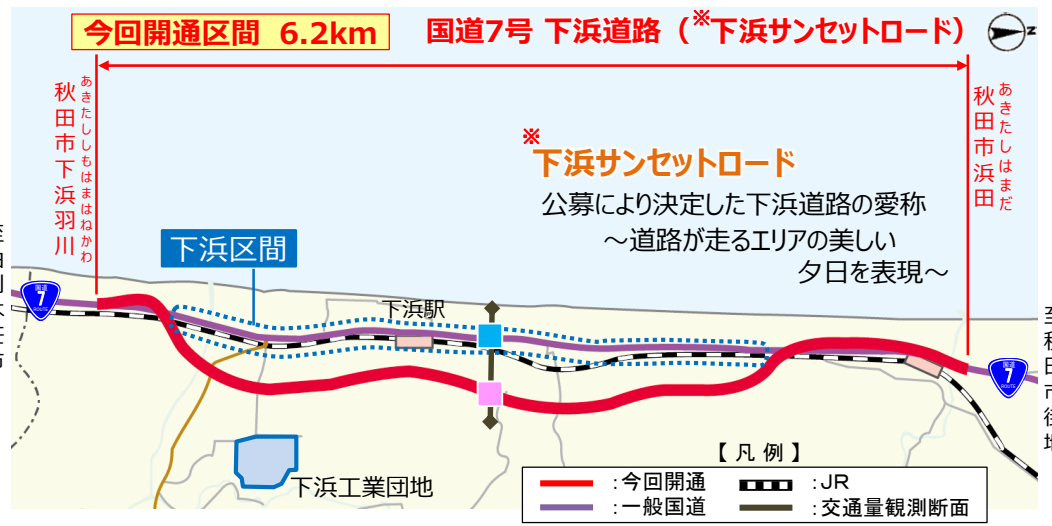 今回開通区間 6.2km
国道7号 下浜道路（※下浜サンセットロード）
N
秋田市下浜羽川
あきたししもはまはねかわ
秋田市浜田
あきたしはまだ
※
下浜サンセットロード
公募により決定した下浜道路の愛称
～道路が走るエリアの美しい
夕日を表現～
下浜区間
下浜駅
国道
7
ROUTE
国道
7
ROUTE
下浜工業団地
【 凡 例 】
:今回開通
:JR
:一般国道
:交通量観測断面